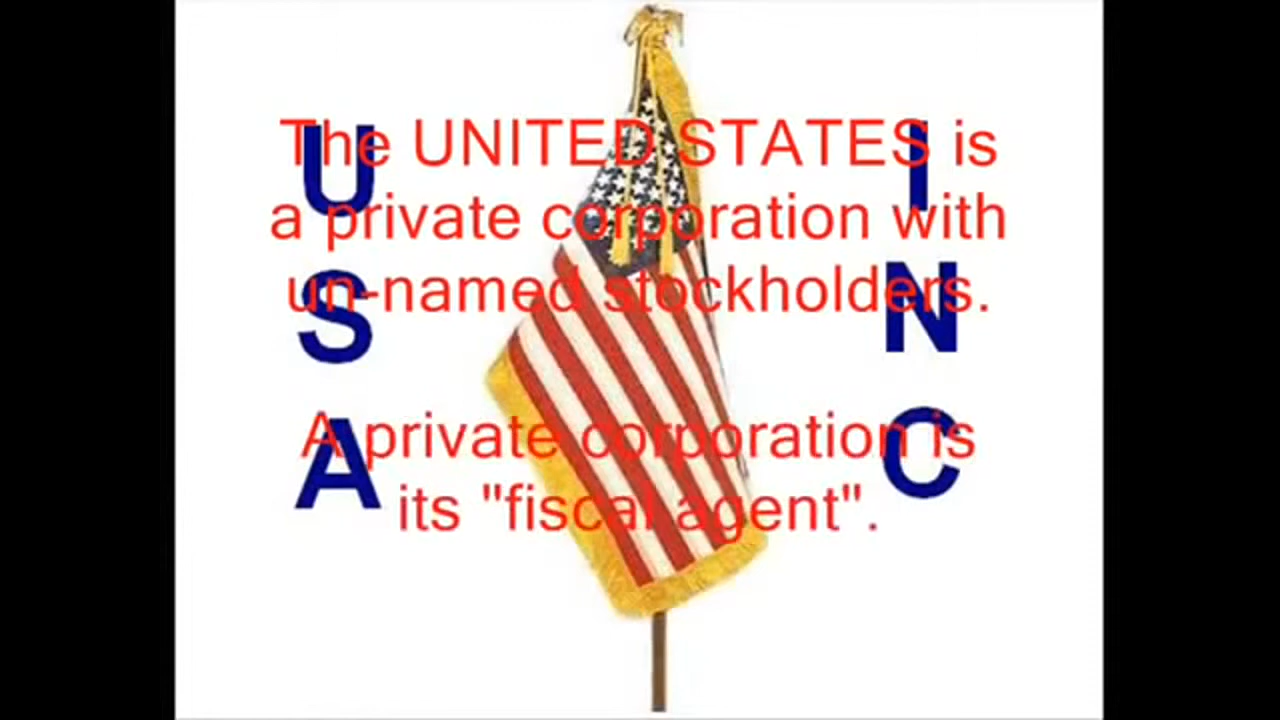 The UNITED STATES is
a private corporation with
un-named stockholders.
A private corporation is
its "fiscal agent".
U
S
A
I
N
C